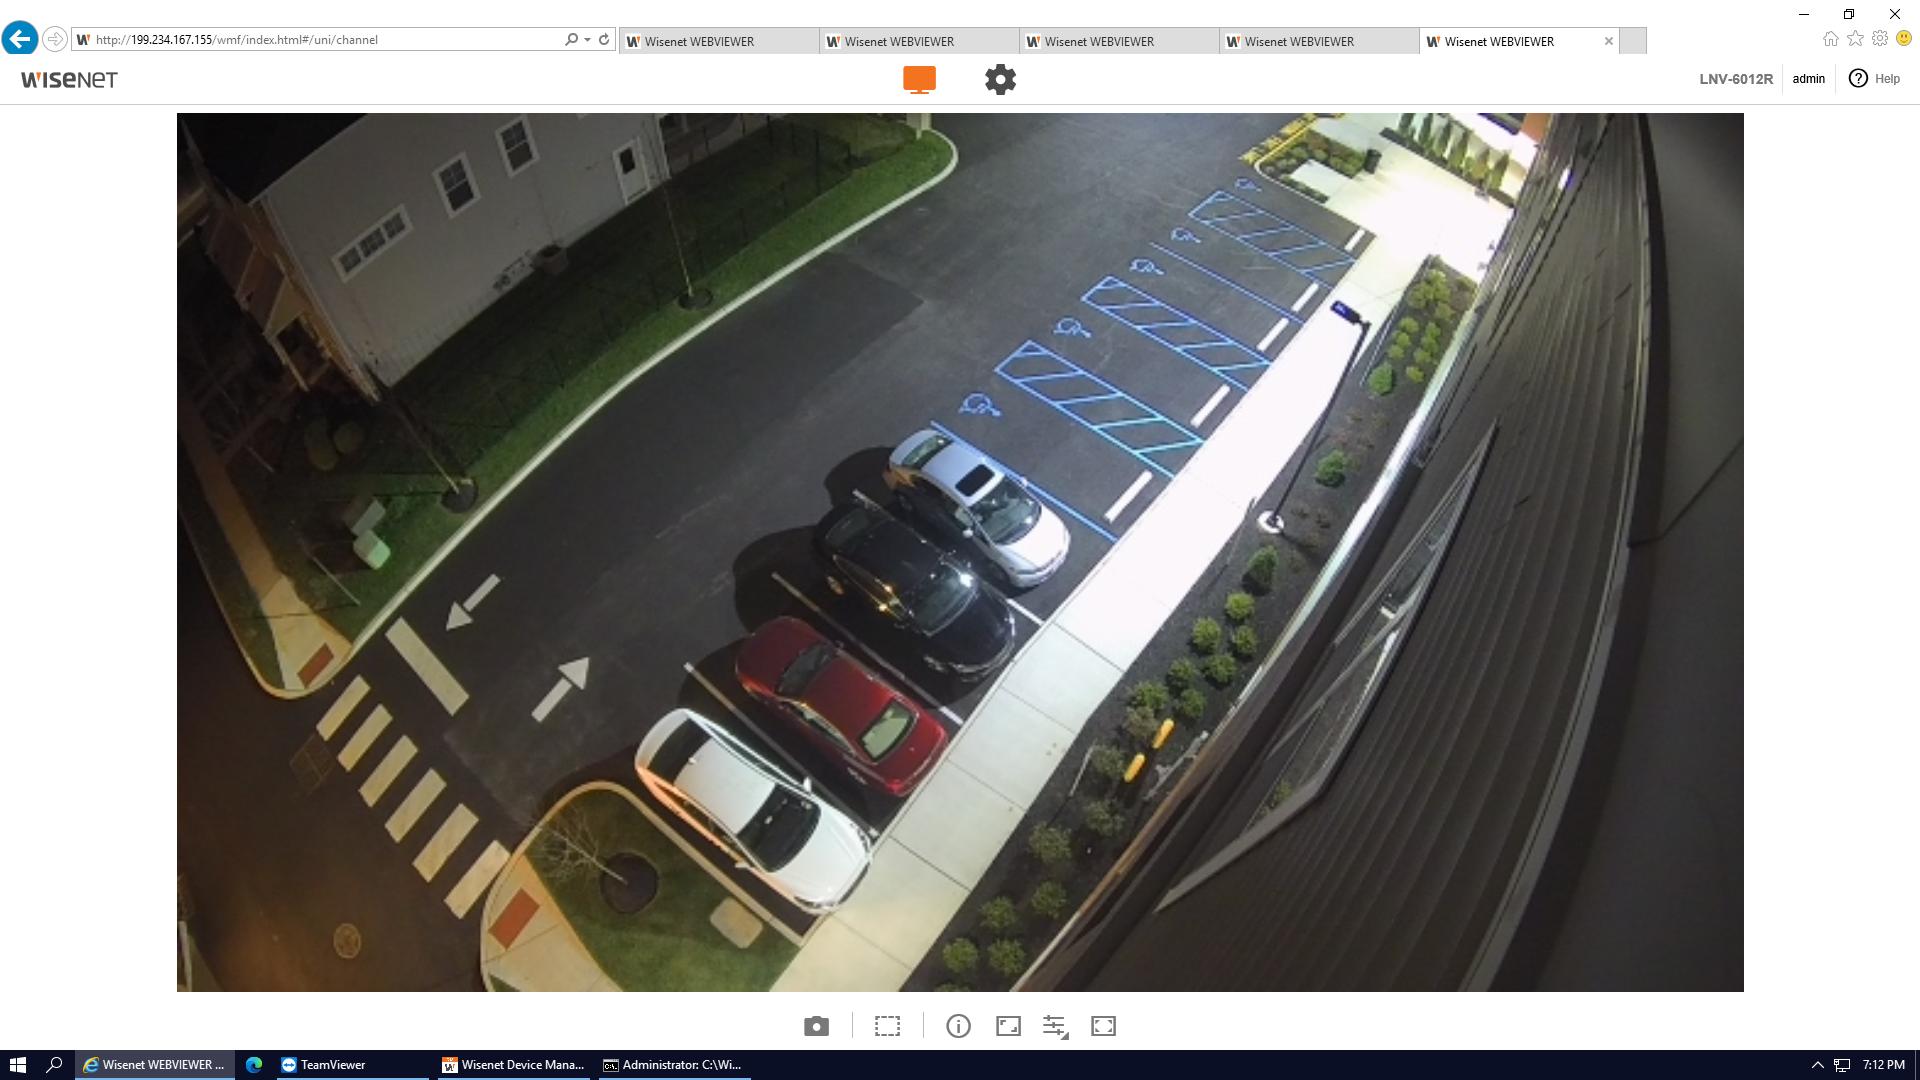 http://199.234.167.155/wmf/index.html#/uni/channel
Wisenet WEBVIEWER
Wisenet WEBVIEWER
Wisenet WEBVIEWER
Wisenet WEBVIEWER
Wisenet WEBVIEWER
WISENET
LNV-6012R
admin
Help
Wisenet WEBVIEWER ...
TeamViewer
Wisenet Device Mana...
Administrator: C:\Wi...
7:12 PM